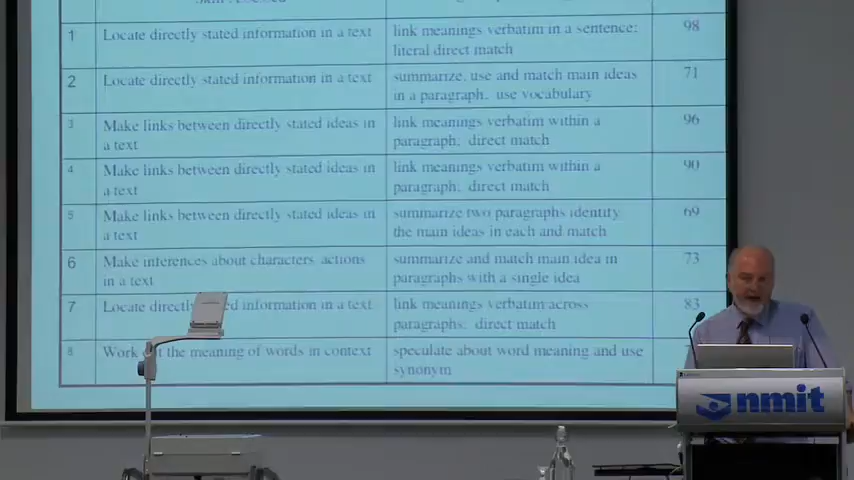 1 Locate directly stated information in a text link meanings verbatim in a sentence: 98
literal direct match
2 Locate directly stated information in a text summarize, use and match main ideas 71
in a paragraph, use vocabulary
3 Make links between directly stated ideas in link meanings verbatim within a 96
a text paragraph; direct match
4 Make links between directly stated ideas in link meanings verbatim within a 90
a text paragraph; direct match
5 Make links between directly stated ideas in summarize two paragraphs identify 69
a text the main ideas in each and match
6 Make inferences about characters, actions summarize and match main idea in 73
in a text paragraphs with a single idea
7 Locate information in a text link meanings verbatim across 83
paragraphs; direct match
8 Work the meaning of words in context speculate about word meaning and use
synonym
nmit